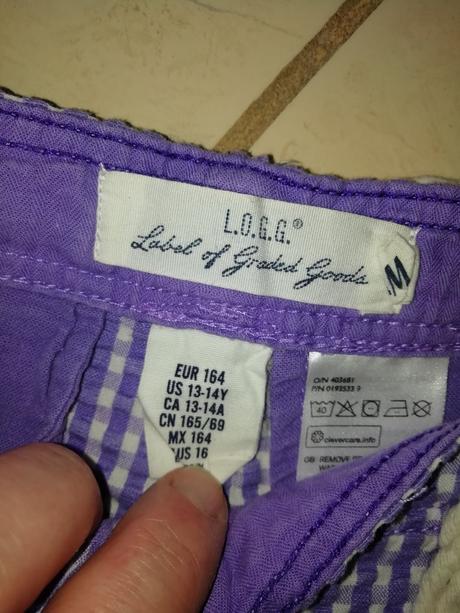 L.O.G.G.®
Label of Graded Goods
M
EUR 164
US 13-14Y
CA 13-14A
CN 165/69
MX 164
AUS 16
O/N 403681
P/N 0193533
40
clevercare.info
GB: REMOVE